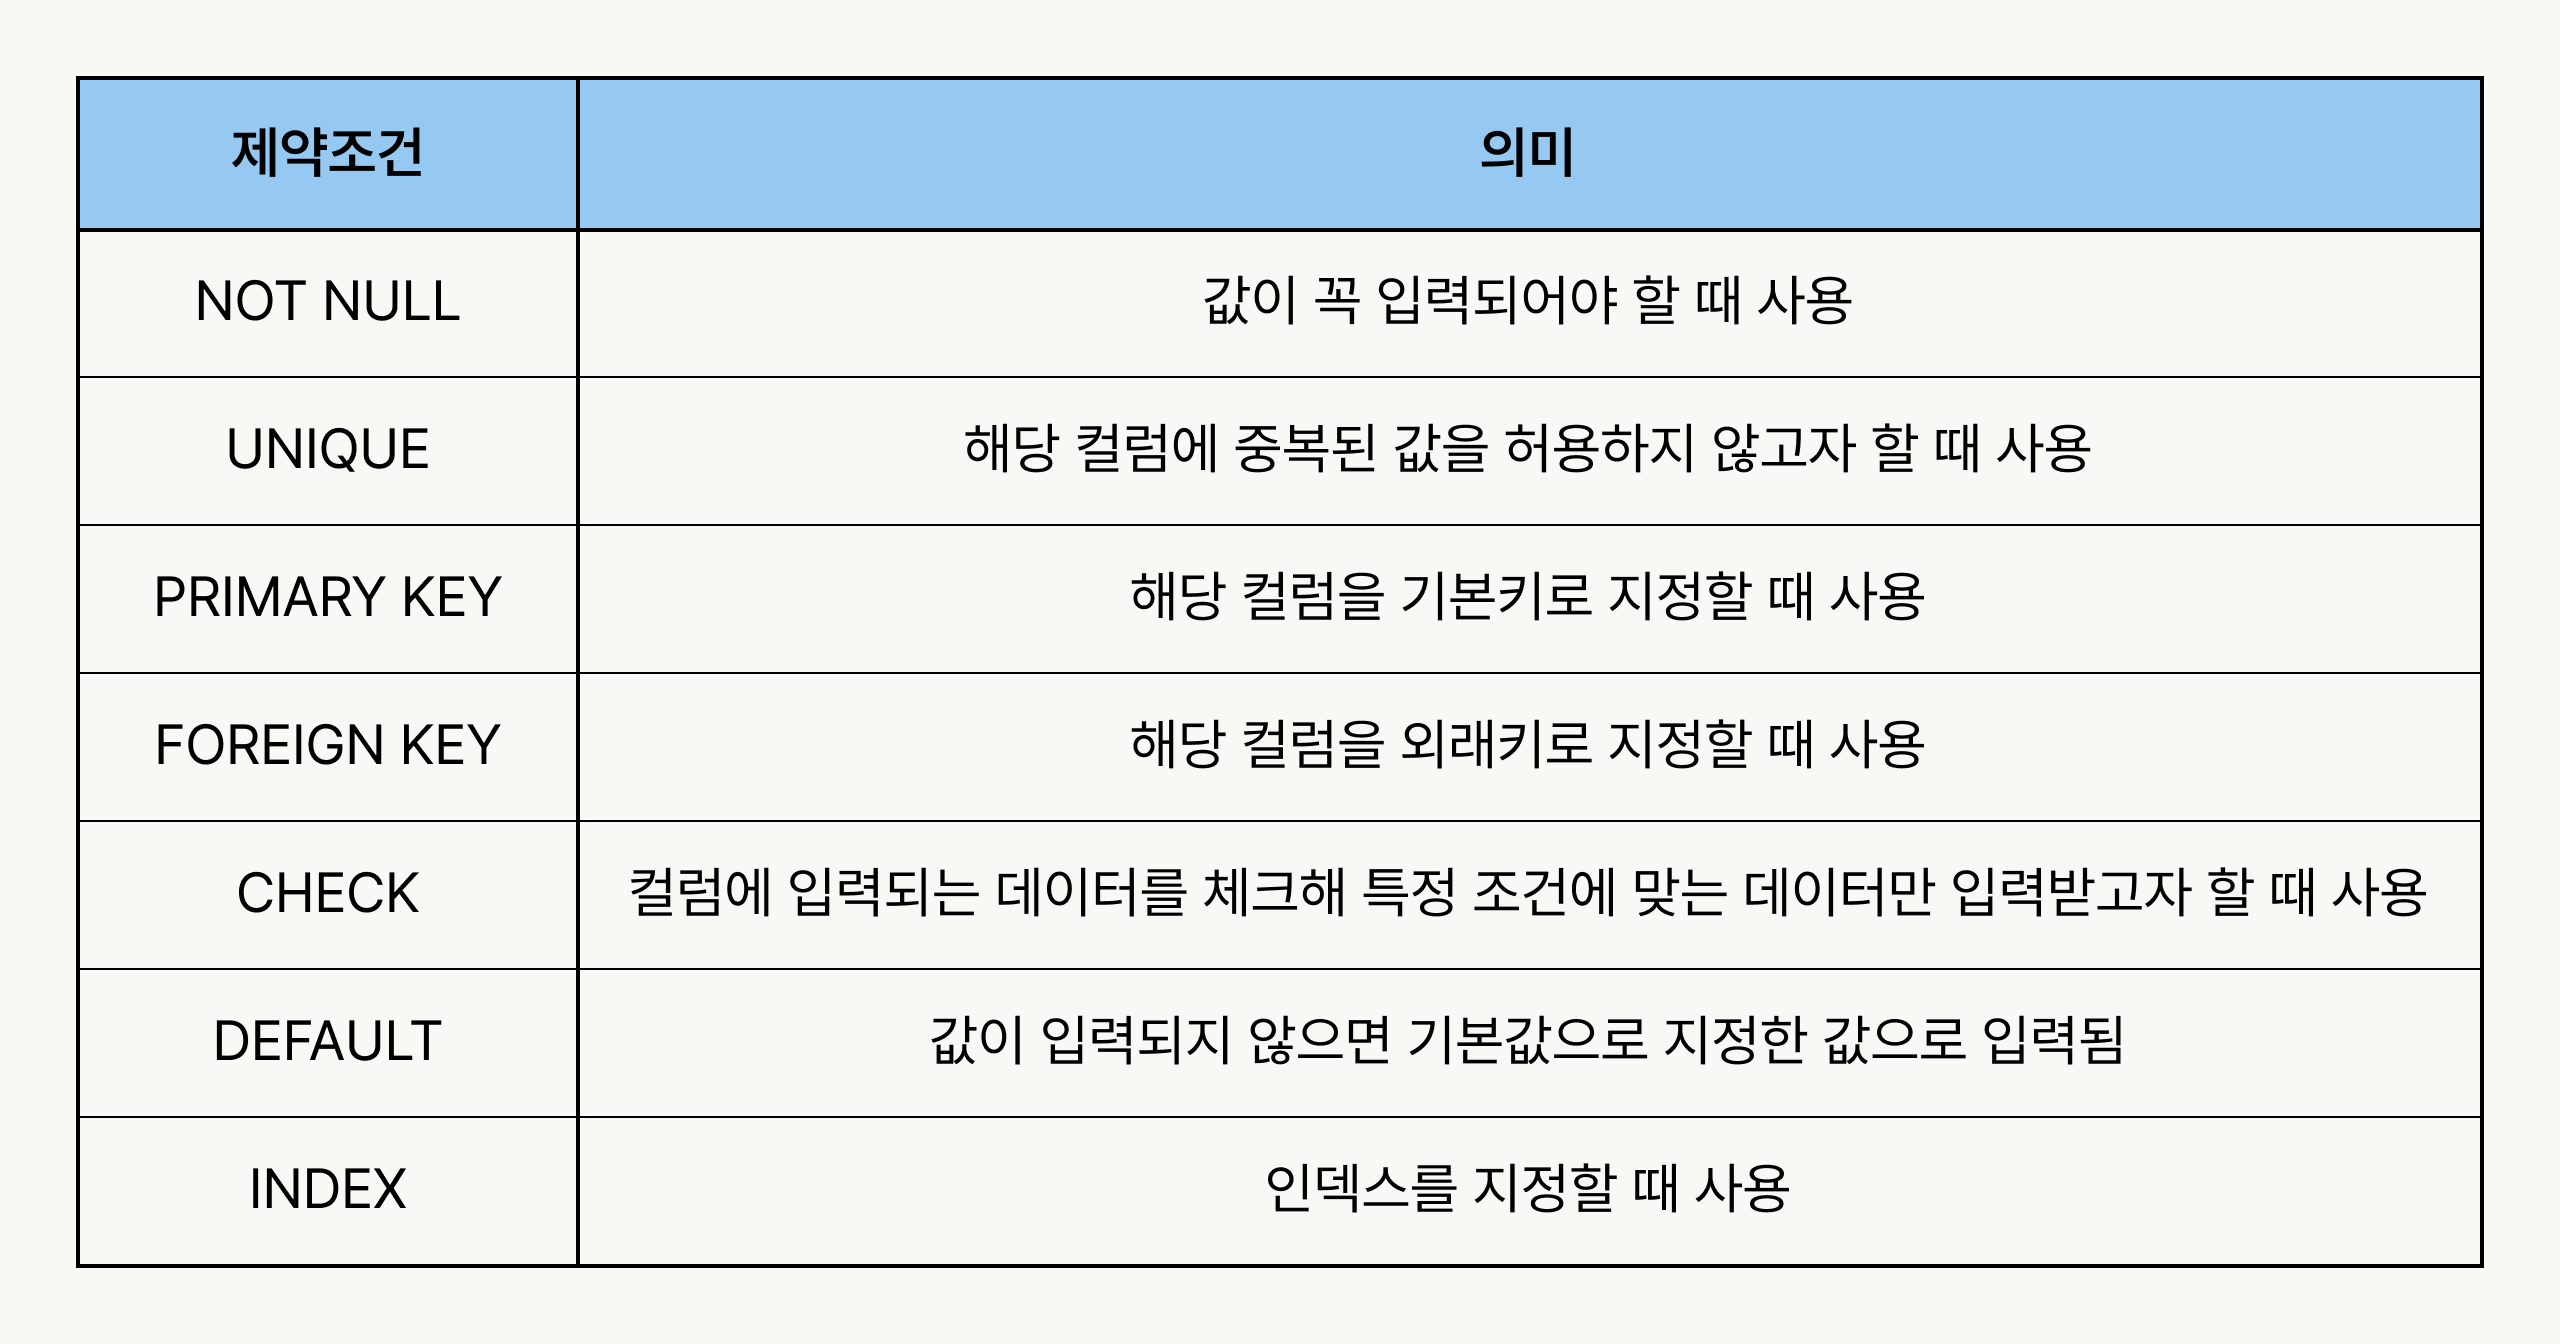 제약조건 의미
NOT NULL 값이 꼭 입력되어야 할 때 사용
UNIQUE 해당 컬럼에 중복된 값을 허용하지 않고자 할 때 사용
PRIMARY KEY 해당 컬럼을 기본키로 지정할 때 사용
FOREIGN KEY 해당 컬럼을 외래키로 지정할 때 사용
CHECK 컬럼에 입력되는 데이터를 체크해 특정 조건에 맞는 데이터만 입력받고자 할 때 사용
DEFAULT 값이 입력되지 않으면 기본값으로 지정한 값으로 입력됨
INDEX 인덱스를 지정할 때 사용